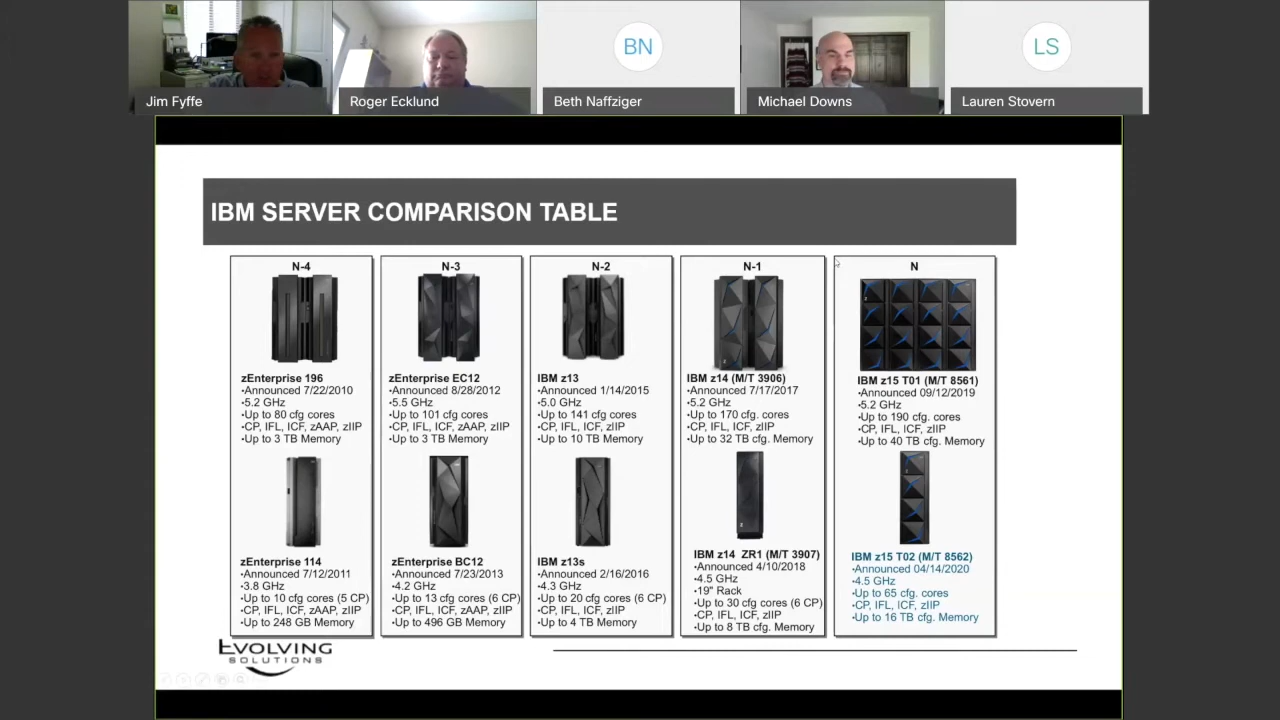 BN
LS
Jim Fyffe
Roger Ecklund
Beth Naffziger
Michael Downs
Lauren Stovern
IBM SERVER COMPARISON TABLE
N-4
zEnterprise 196
•Announced 7/22/2010
•5.2 GHz
•Up to 80 cfg cores
•CP, IFL, ICF, zAAP, zIIP
•Up to 3 TB Memory
zEnterprise 114
•Announced 7/12/2011
•3.8 GHz
•Up to 10 cfg cores (5 CP)
•CP, IFL, ICF, zAAP, zIIP
•Up to 248 GB Memory
N-3
zEnterprise EC12
•Announced 8/28/2012
•5.5 GHz
•Up to 101 cfg cores
•CP, IFL, ICF, zAAP, zIIP
•Up to 3 TB Memory
zEnterprise BC12
•Announced 7/23/2013
•4.2 GHz
•Up to 13 cfg cores (6 CP)
•CP, IFL, ICF, zAAP, zIIP
•Up to 496 GB Memory
N-2
IBM z13
•Announced 1/14/2015
•5.0 GHz
•Up to 141 cfg cores
•CP, IFL, ICF, zIIP
•Up to 10 TB Memory
IBM z13s
•Announced 2/16/2016
•4.3 GHz
•Up to 20 cfg cores (6 CP)
•CP, IFL, ICF, zIIP
•Up to 4 TB Memory
N-1
IBM z14 (M/T 3906)
•Announced 7/17/2017
•5.2 GHz
•Up to 170 cfg. cores
•CP, IFL, ICF, zIIP
•Up to 32 TB cfg. Memory
IBM z14 ZR1 (M/T 3907)
•Announced 4/10/2018
•4.5 GHz
•19" Rack
•Up to 30 cfg cores (6 CP)
•CP, IFL, ICF, zIIP
•Up to 8 TB cfg. Memory
N
IBM z15 T01 (M/T 8561)
•Announced 09/12/2019
•5.2 GHz
•Up to 190 cfg. cores
•CP, IFL, ICF, zIIP
•Up to 40 TB cfg. Memory
IBM z15 T02 (M/T 8562)
•Announced 04/14/2020
•4.5 GHz
•Up to 65 cfg. cores
•CP, IFL, ICF, zIIP
•Up to 16 TB cfg. Memory
EVOLVING
SOLUTIONS